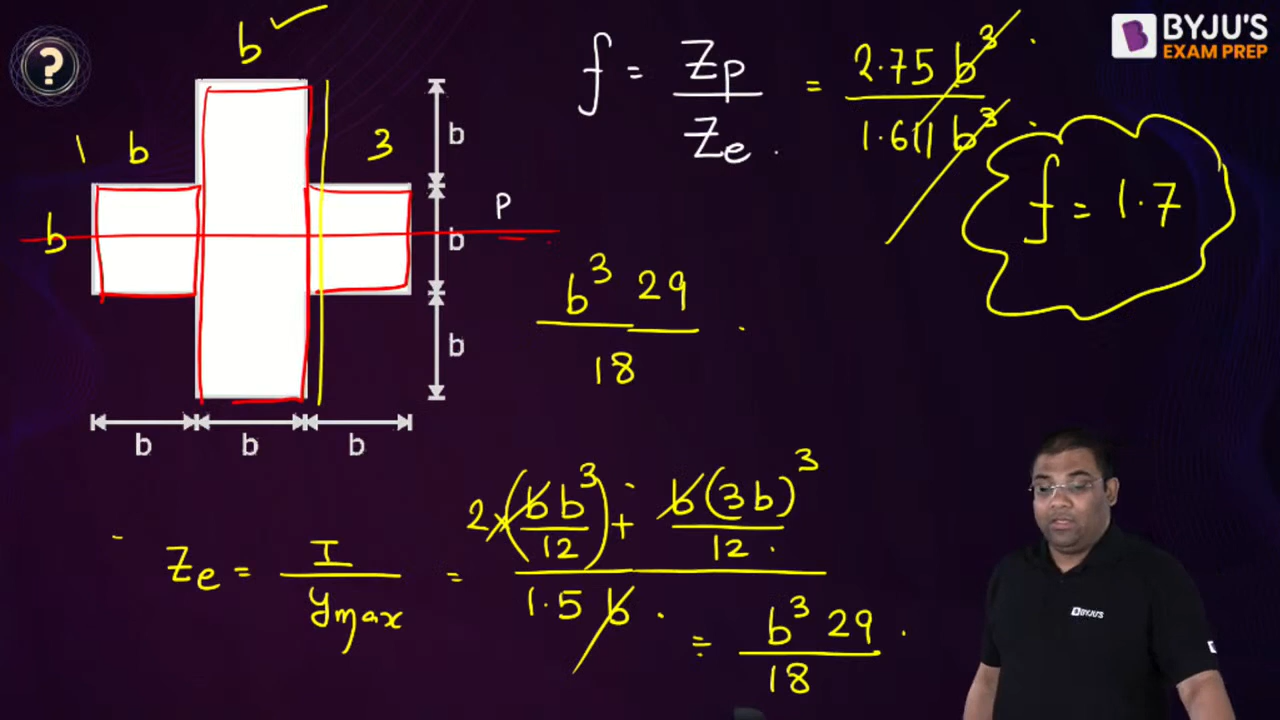 BYJU'S
EXAM PREP
?
b ✓
1 b 3
b
b
P
b
b
b b b
f = Zp / Ze = 2.75 b³ / 1.611 b³
f = 1.7
b³ 29 / 18
Ze = I / ymax = 2×(b b³ / 12) + b(3b)³ / 12 / 1.5 b
= b³ 29 / 18
BYJU'S